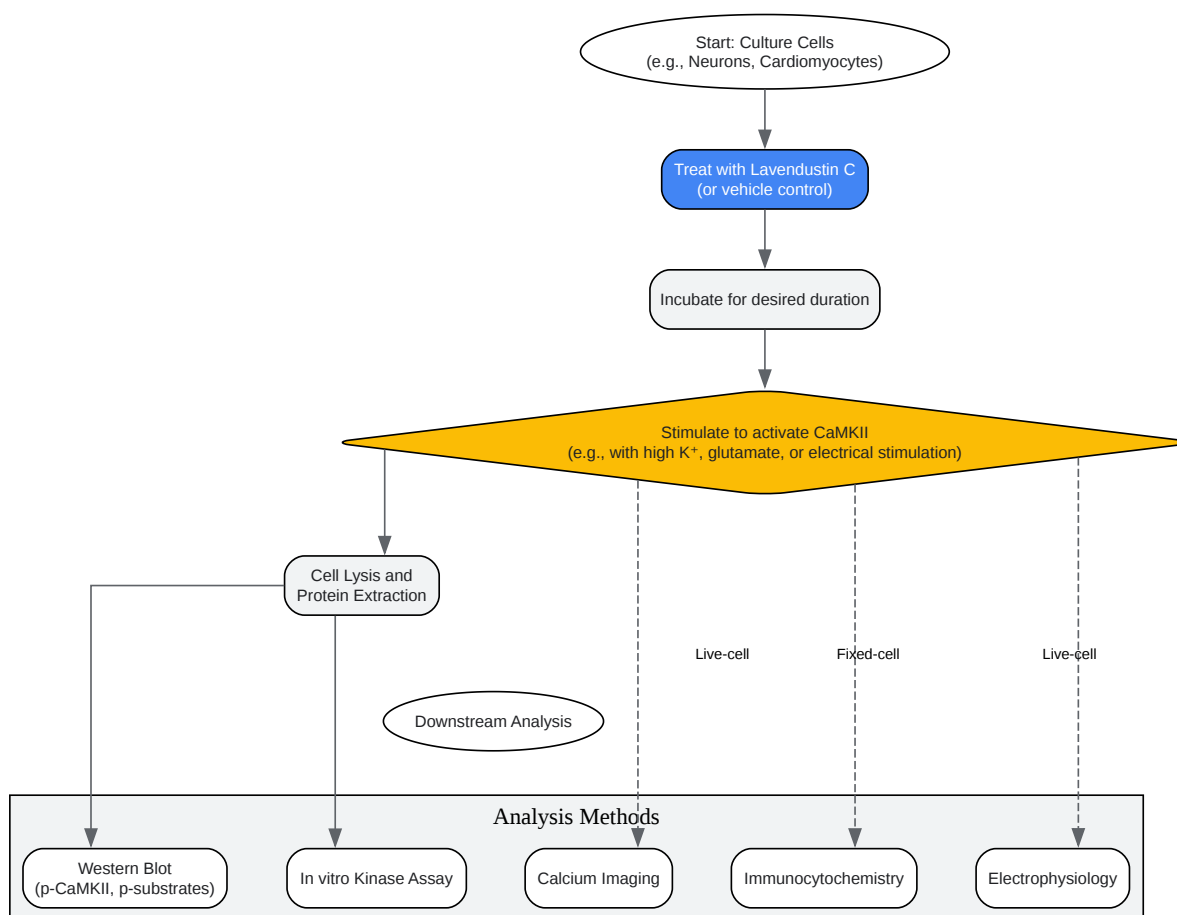 Start: Culture Cells
(e.g., Neurons, Cardiomyocytes)
Treat with Lavendustin C
(or vehicle control)
Incubate for desired duration
Stimulate to activate CaMKII
(e.g., with high K⁺, glutamate, or electrical stimulation)
Cell Lysis and
Protein Extraction
Live-cell
Fixed-cell
Live-cell
Downstream Analysis
Analysis Methods
Western Blot
(p-CaMKII, p-substrates)
In vitro Kinase Assay
Calcium Imaging
Immunocytochemistry
Electrophysiology